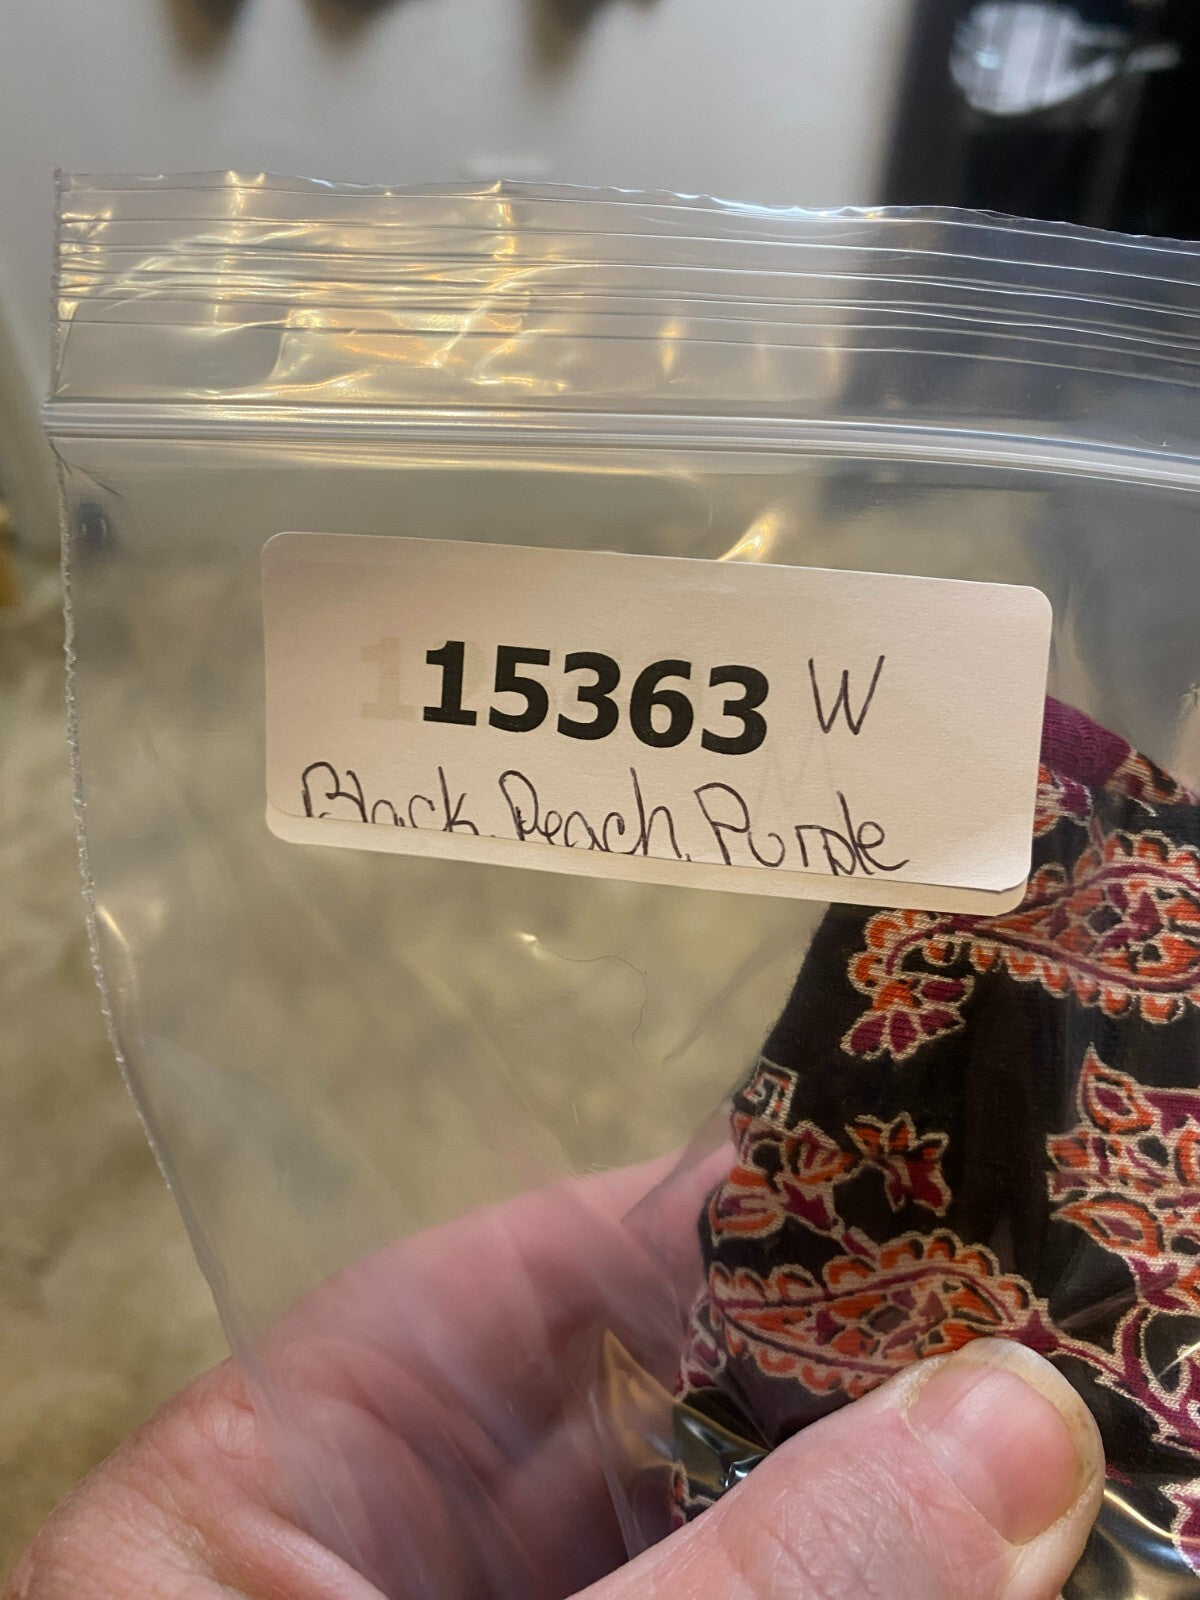 15363 W
Black, Peach, Purple